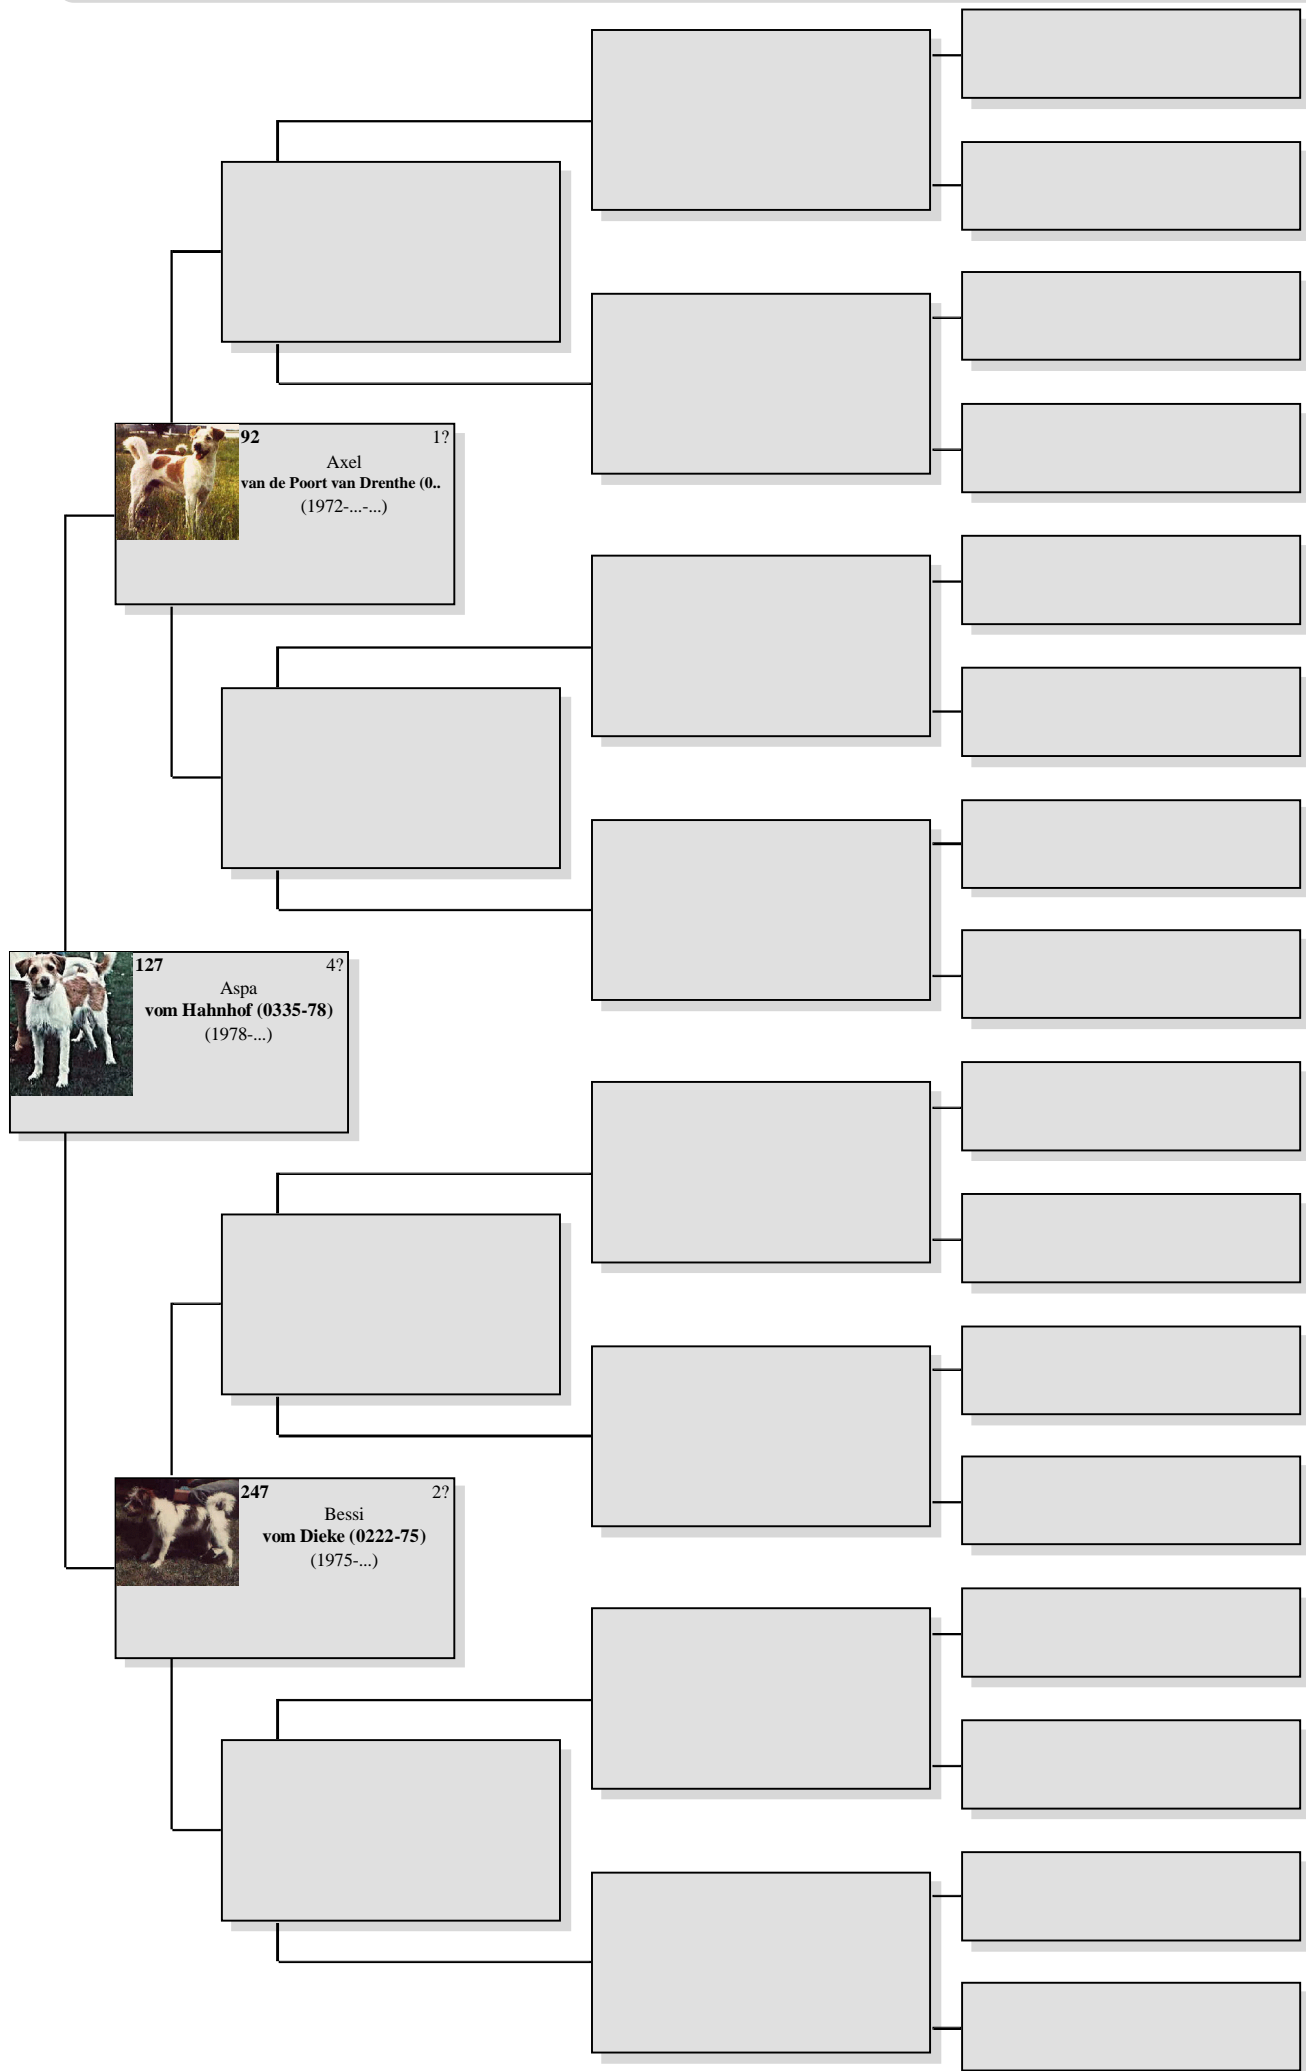 92 1?
Axel
van de Poort van Drenthe (0..
(1972-...-...)
127 4?
Aspa
vom Hahnhof (0335-78)
(1978-...)
247 2?
Bessi
vom Dieke (0222-75)
(1975-...)